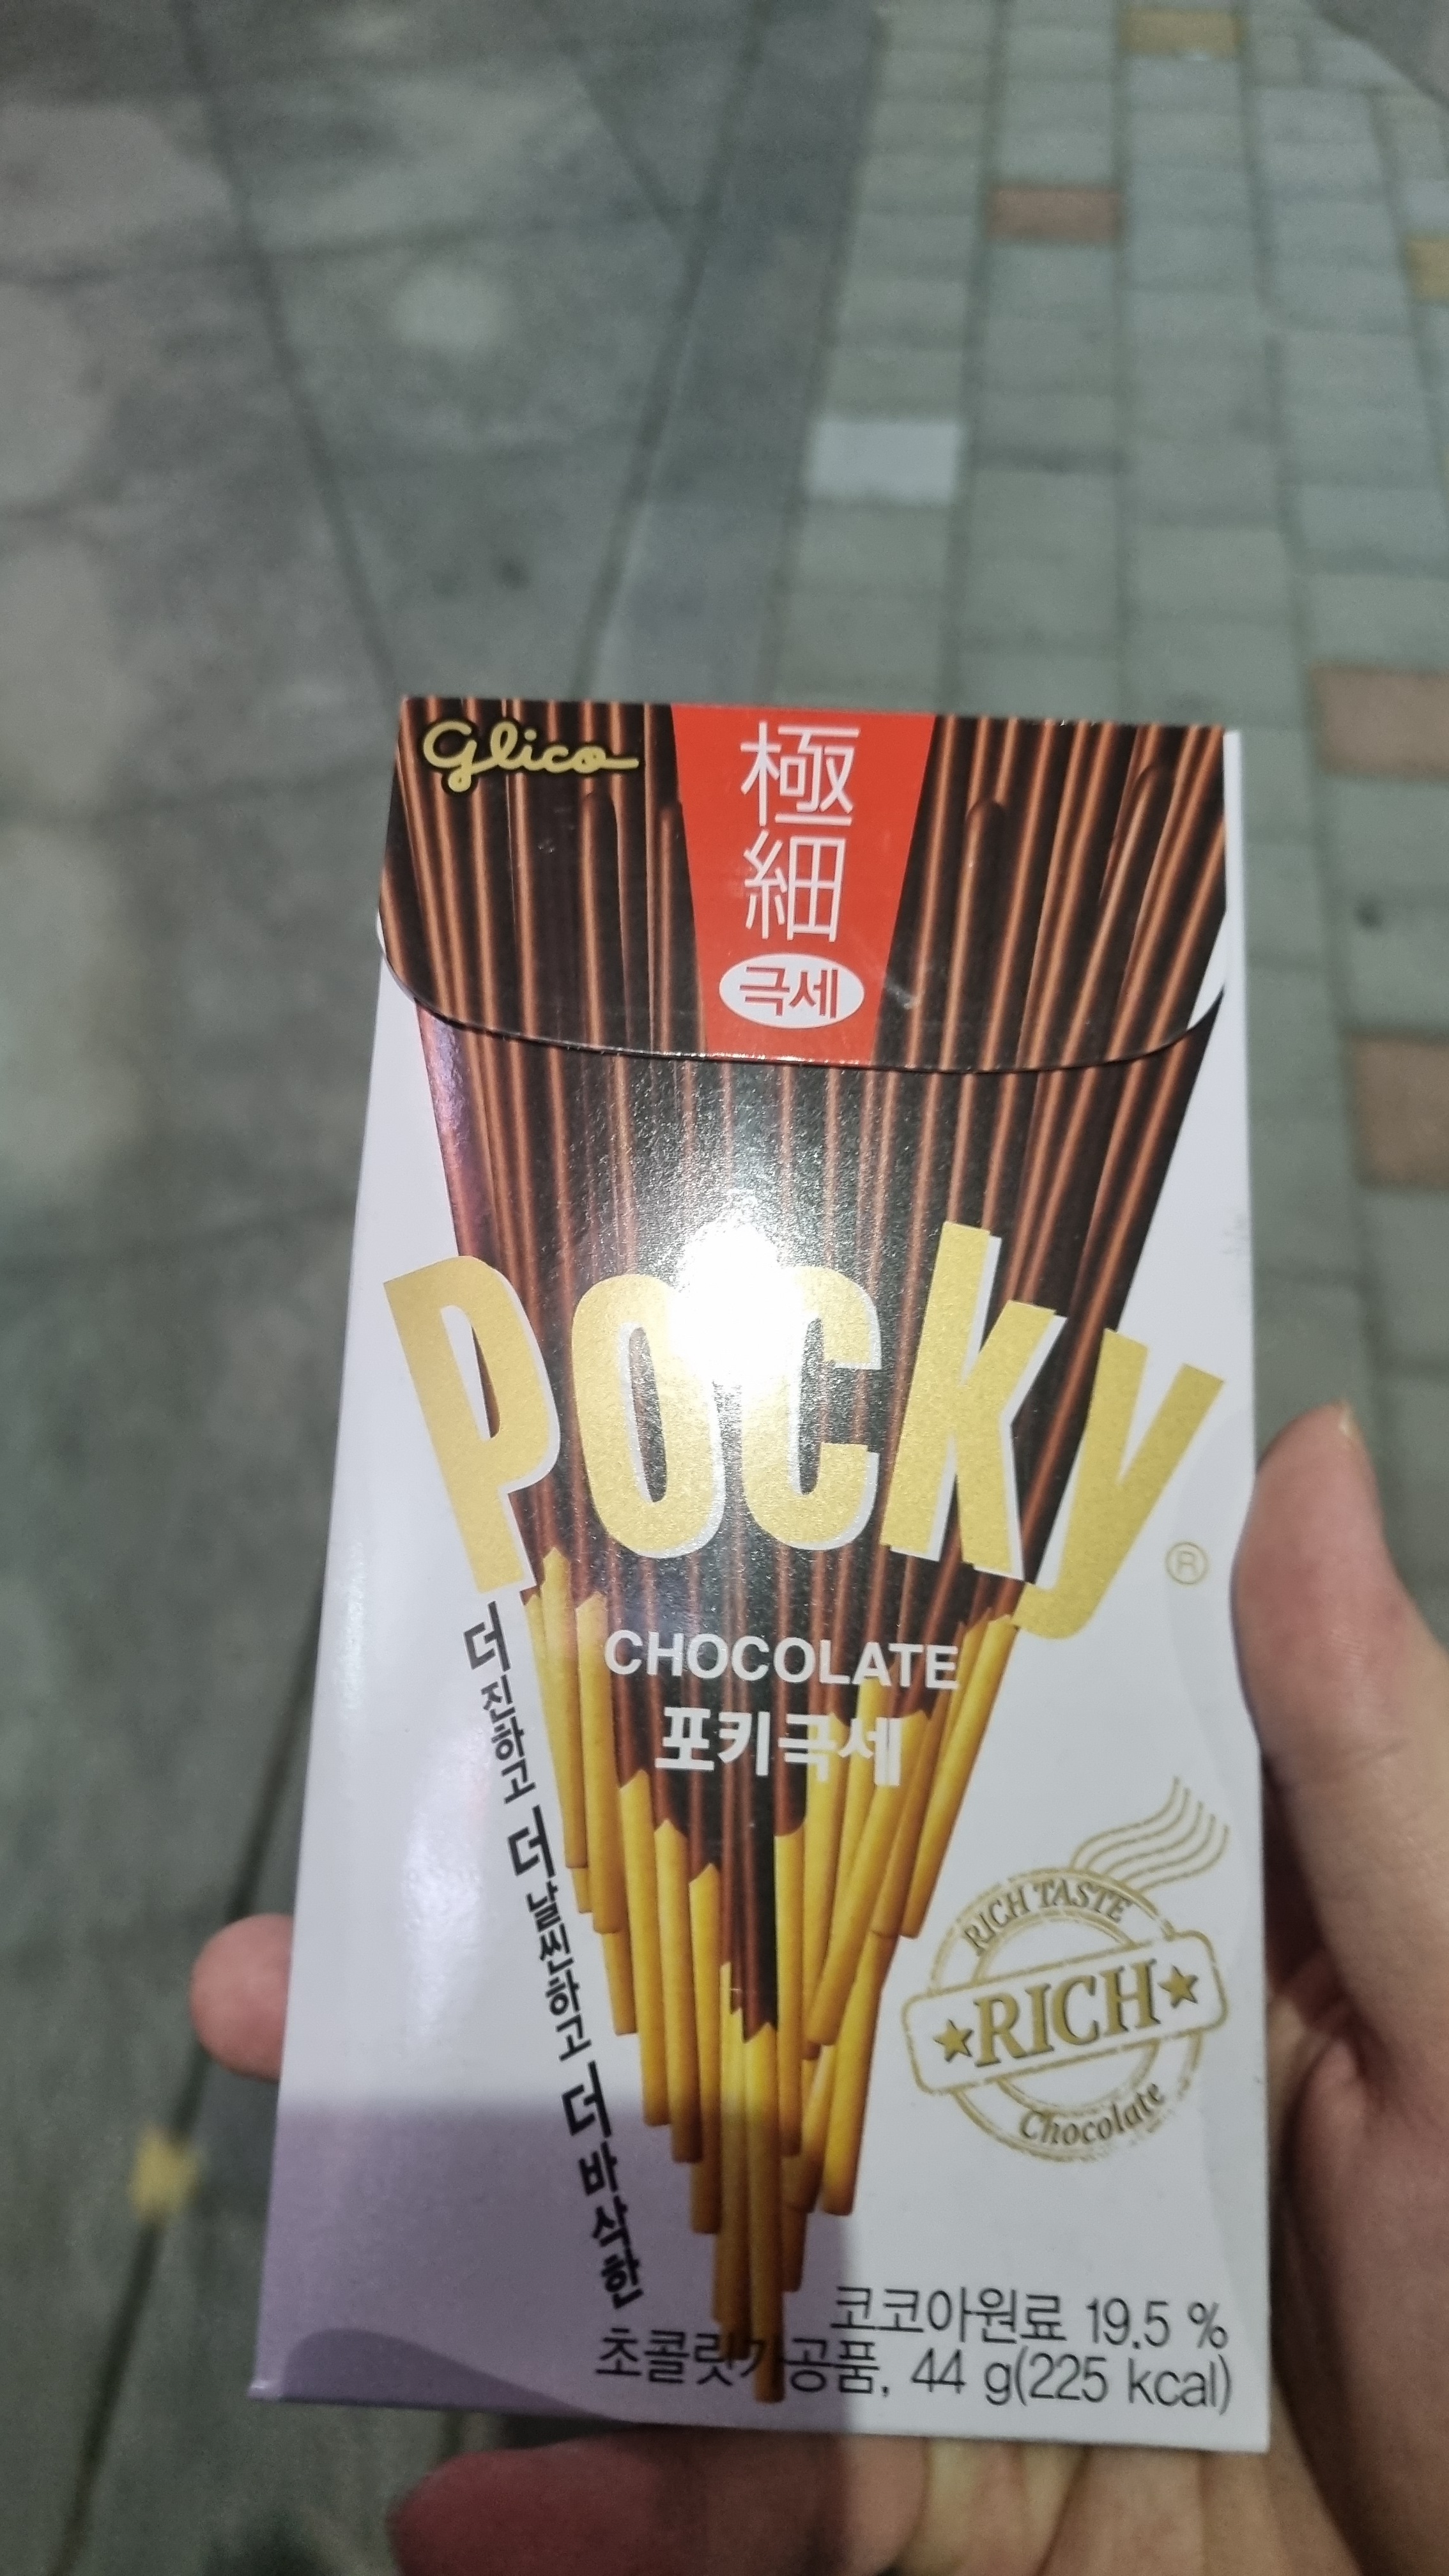 glico
極細
극세
Pocky®
CHOCOLATE
포키극세
더진하고 더날씬하고 더바삭한
RICH TASTE
RICH
Chocolate
코코아원료 19.5 %
초콜릿가공품, 44 g(225 kcal)